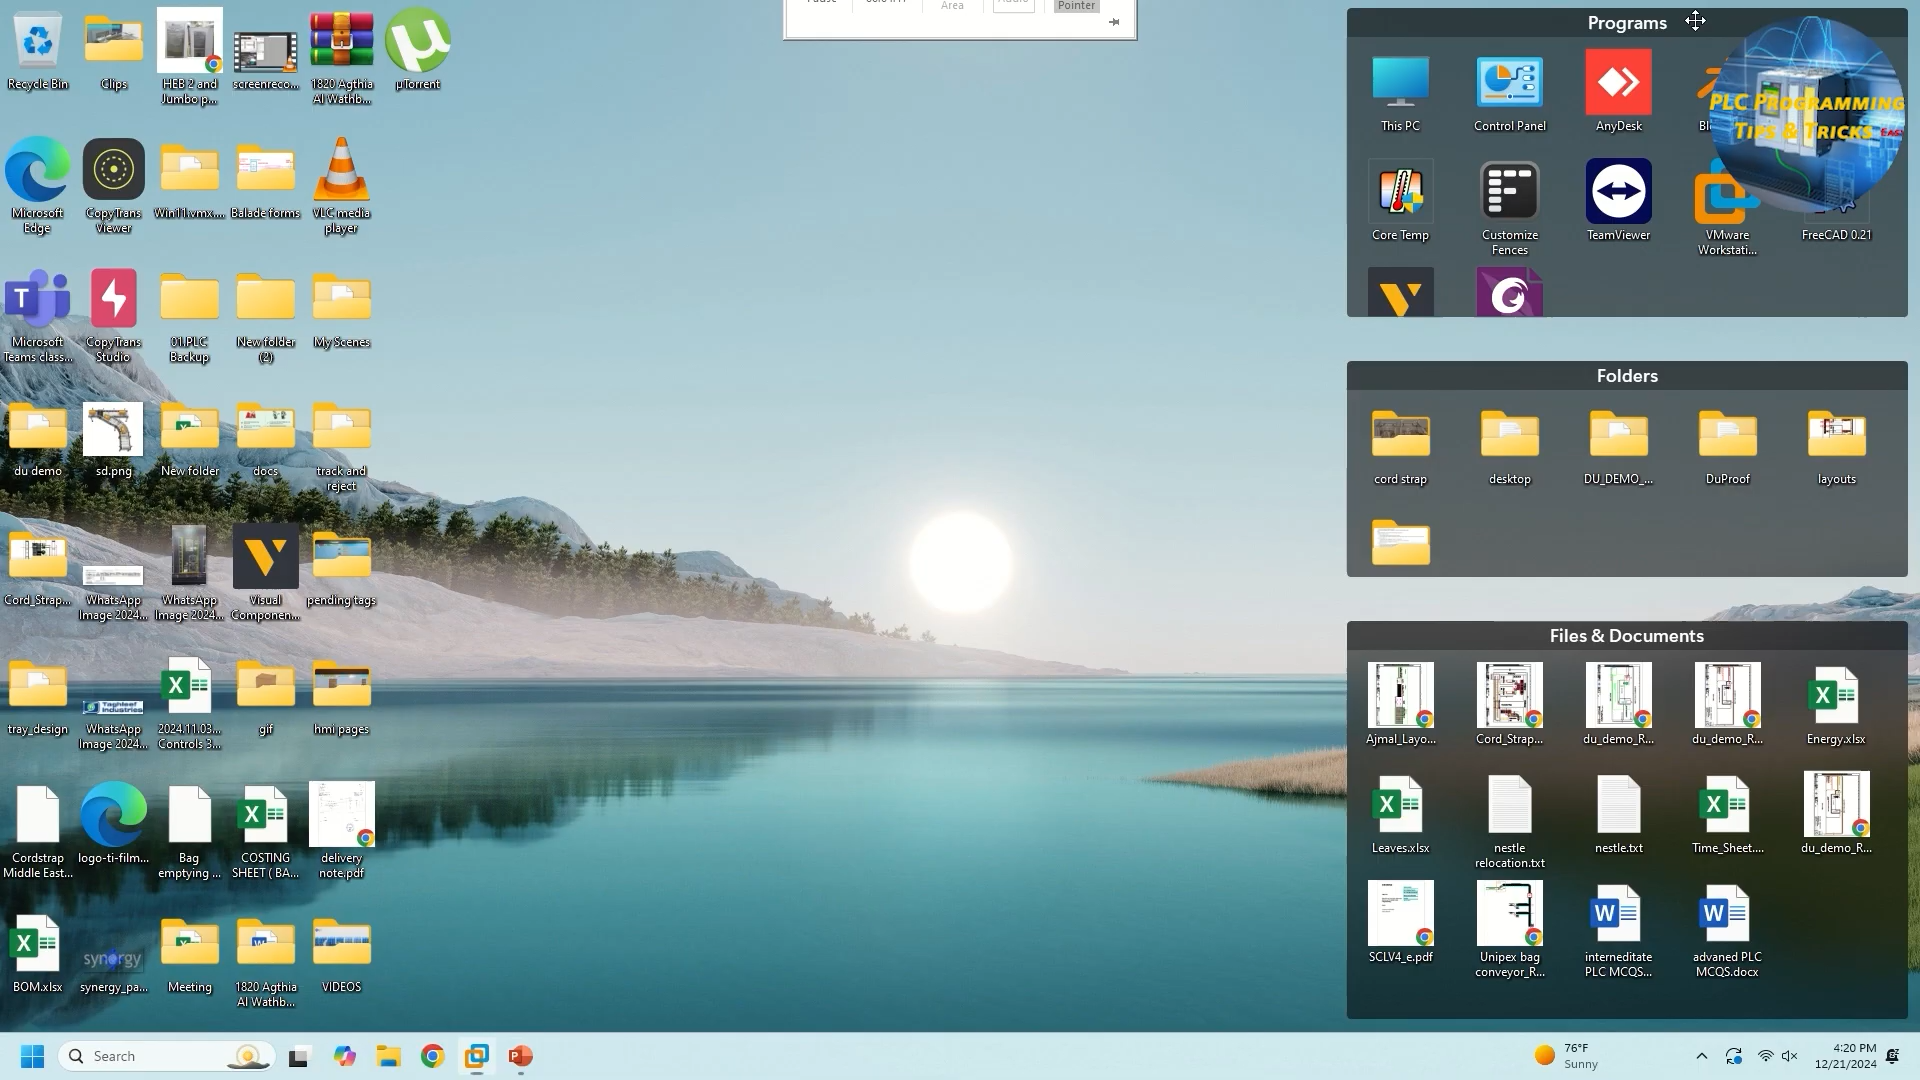 Area
Pointer
Recycle Bin
Clips
HEB 2 and
Jumbo p...
screenreco...
1820 Agthia
Al Wathb...
µTorrent
Microsoft
Edge
CopyTrans
Viewer
Win11.vmx....
Balade forms
VLC media
player
Microsoft
Teams class...
CopyTrans
Studio
01.PLC
Backup
New folder
(2)
My Scenes
du demo
sd.png
New folder
docs
track and
reject
Cord_Strap...
WhatsApp
Image 2024...
WhatsApp
Image 2024...
Visual
Componen...
pending tags
tray_design
Taghleef
Industries
WhatsApp
Image 2024...
2024.11.03...
Controls 3...
gif
hmi pages
Cordstrap
Middle East...
logo-ti-film...
Bag
emptying ...
COSTING
SHEET ( BA...
delivery
note.pdf
BOM.xlsx
synergy
synergy_pa...
Meeting
1820 Agthia
Al Wathb...
VIDEOS
Programs
This PC
Control Panel
AnyDesk
PLC PROGRAMMING
TIPS & TRICKS EASY
Core Temp
Customize
Fences
TeamViewer
VMware
Workstati...
FreeCAD 0.21
Folders
cord strap
desktop
DU_DEMO_...
DuProof
layouts
Files & Documents
Ajmal_Layo...
Cord_Strap...
du_demo_R...
du_demo_R...
Energy.xlsx
Leaves.xlsx
nestle
relocation.txt
nestle.txt
Time_Sheet....
du_demo_R...
SCLV4_e.pdf
Unipex bag
conveyor_R...
interneditate
PLC MCQS...
advaned PLC
MCQS.docx
Search
76°F
Sunny
4:20 PM
12/21/2024